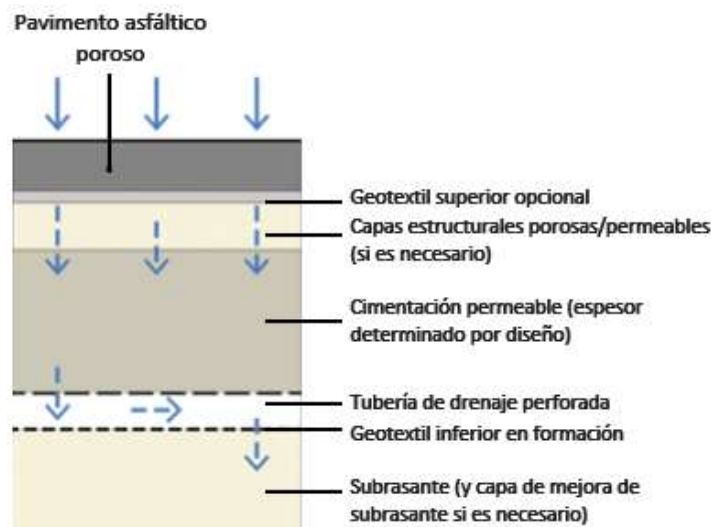 Pavimento asfáltico
poroso
Geotextil superior opcional
Capas estructurales porosas/permeables
(si es necesario)
Cimentación permeable (espesor
determinado por diseño)
Tubería de drenaje perforada
Geotextil inferior en formación
Subrasante (y capa de mejora de
subrasante si es necesario)